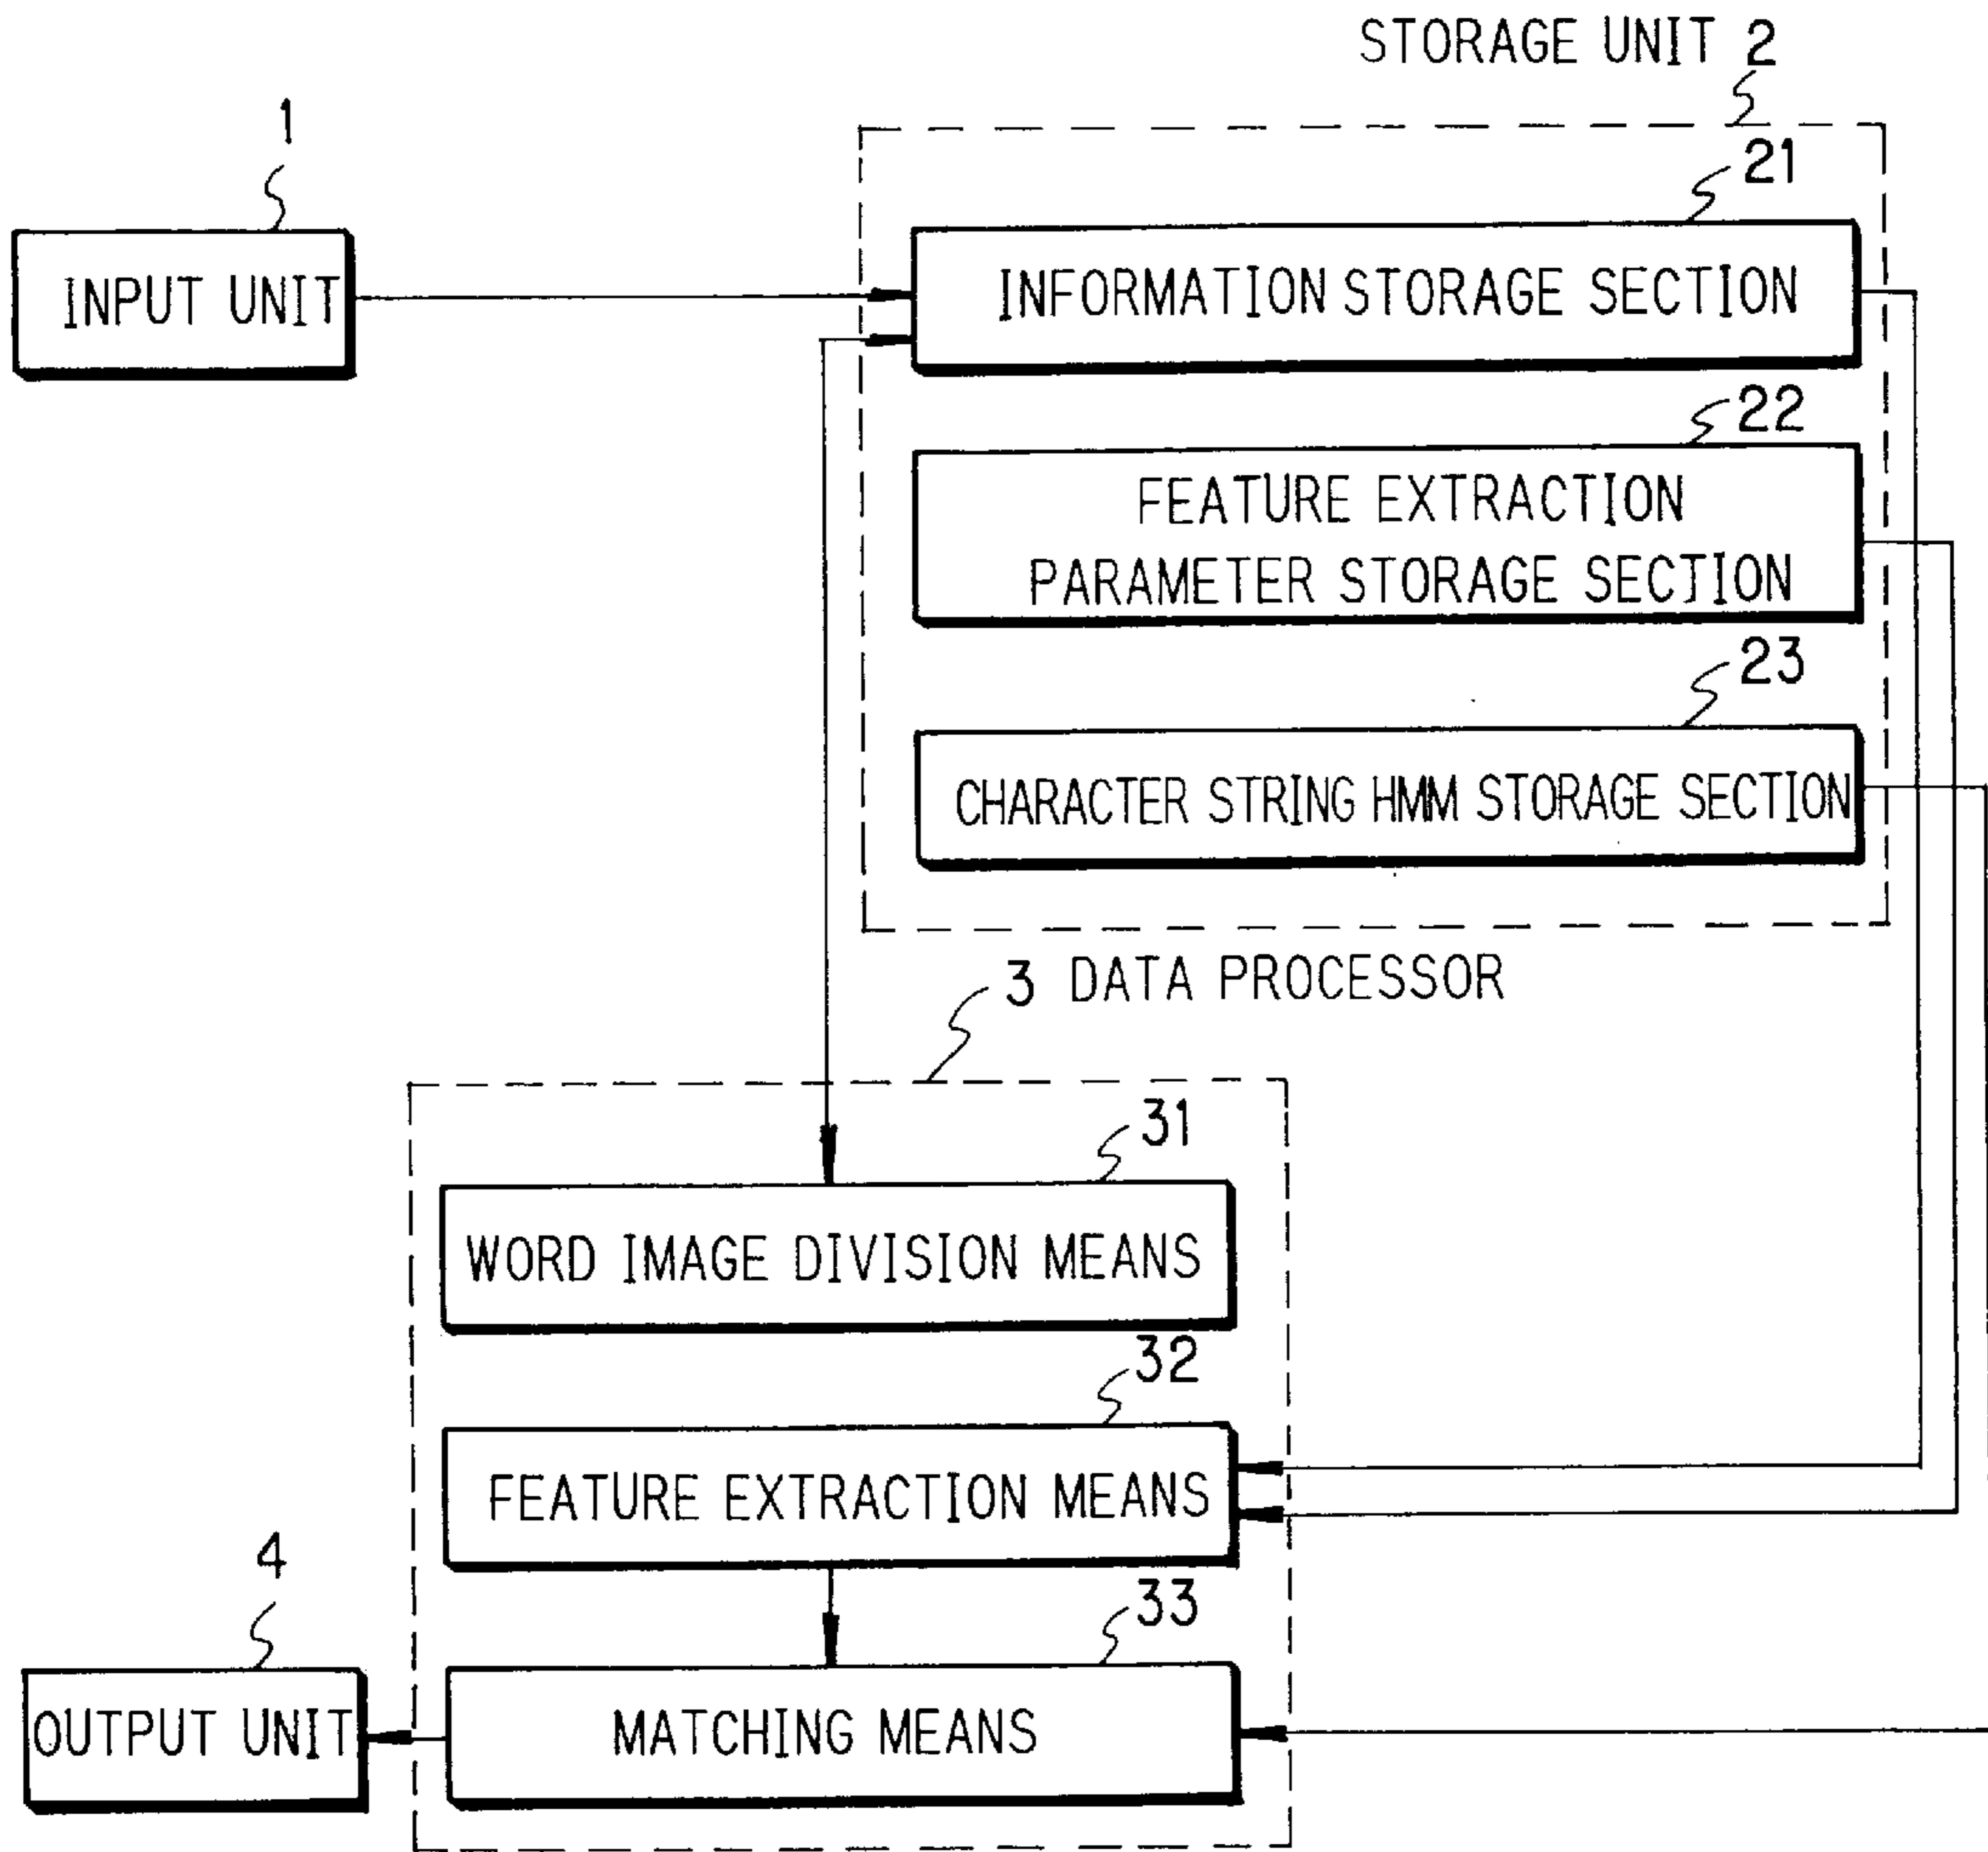 STORAGE UNIT 2
1
21
INPUT UNIT
INFORMATION STORAGE SECTION
22
FEATURE EXTRACTION
PARAMETER STORAGE SECTION
23
CHARACTER STRING HMM STORAGE SECTION
3 DATA PROCESSOR
31
WORD IMAGE DIVISION MEANS
32
FEATURE EXTRACTION MEANS
4
33
OUTPUT UNIT
MATCHING MEANS